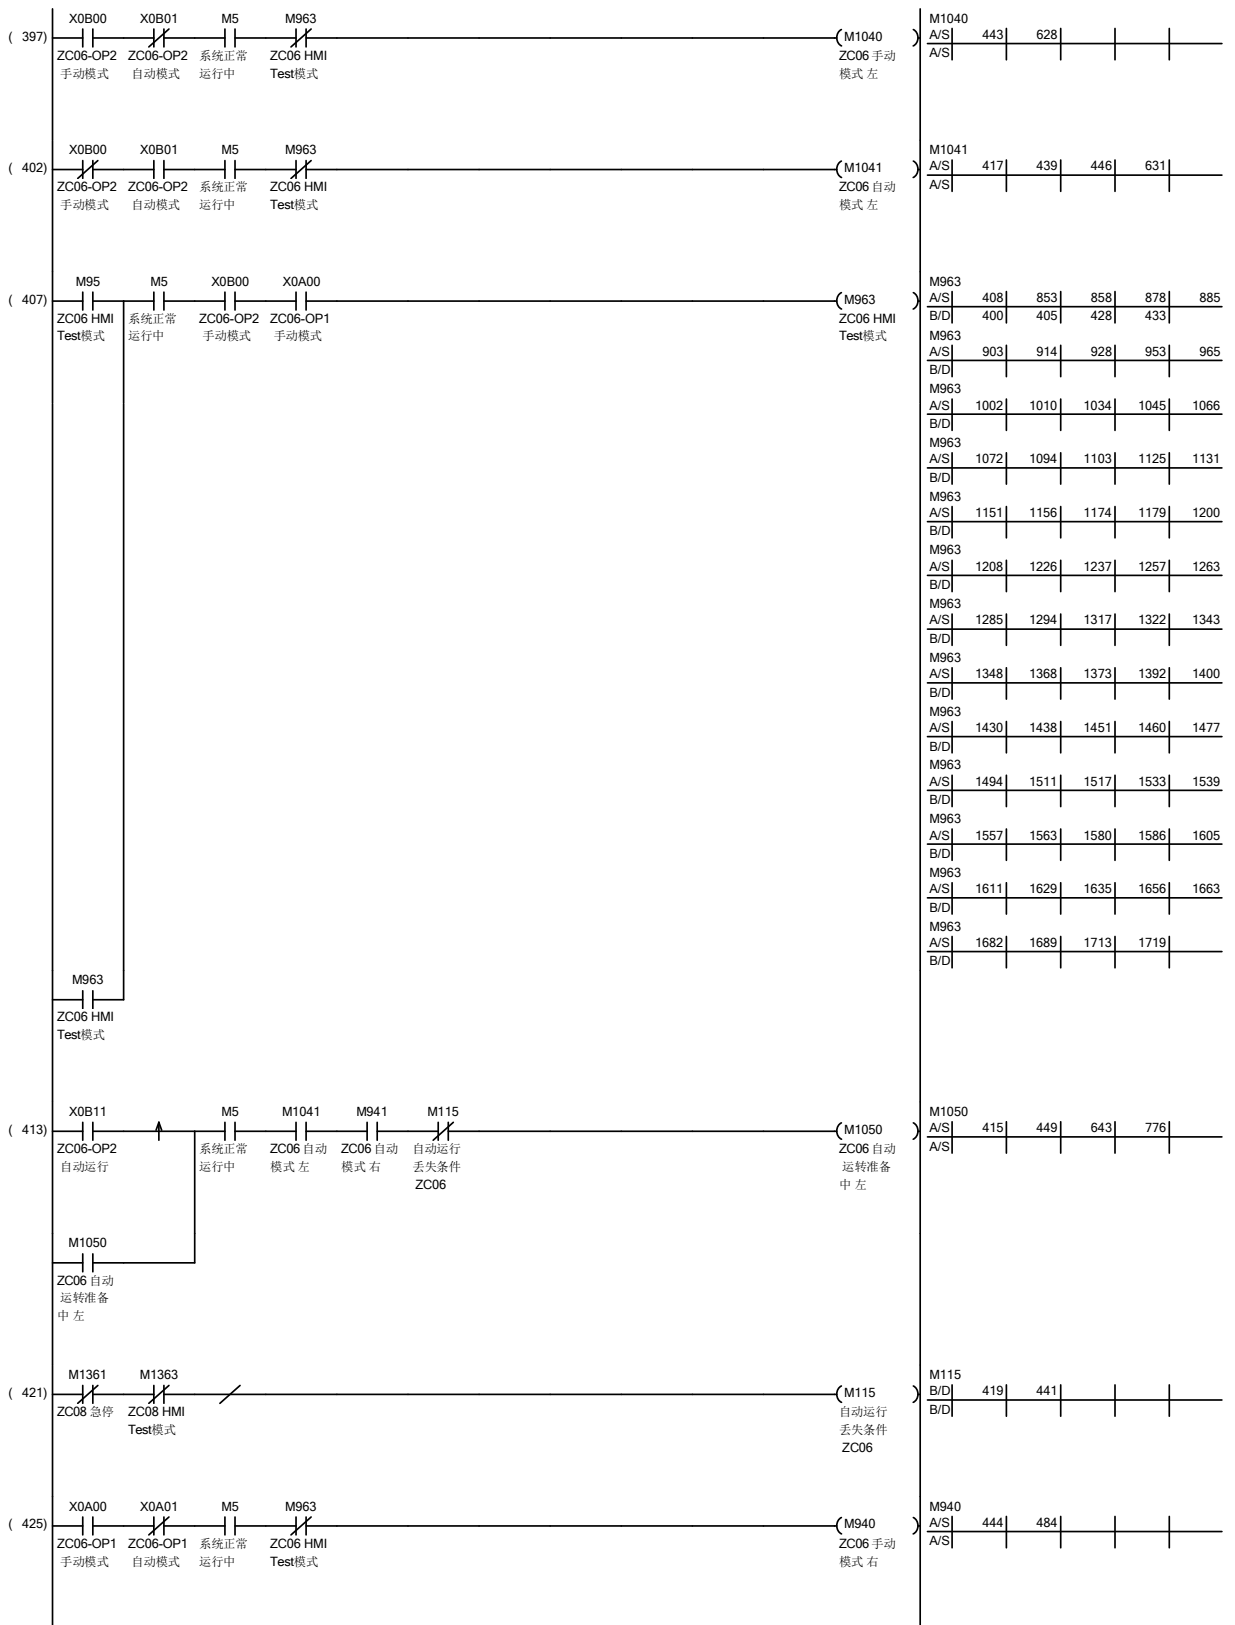 X0B00 X0B01 M5 M963
( 397) ( M1040 )
ZC06-OP2 ZC06-OP2 系统正常 ZC06 HMI ZC06 手动
手动模式 自动模式 运行中 Test模式 模式 左
M1040
A/S 443 628
A/S
X0B00 X0B01 M5 M963
( 402) ( M1041 )
ZC06-OP2 ZC06-OP2 系统正常 ZC06 HMI ZC06 自动
手动模式 自动模式 运行中 Test模式 模式 左
M1041
A/S 417 439 446 631
A/S
M95 M5 X0B00 X0A00
( 407) ( M963 )
ZC06 HMI 系统正常 ZC06-OP2 ZC06-OP1 ZC06 HMI
Test模式 运行中 手动模式 手动模式 Test模式
M963
A/S 408 853 858 878 885
B/D 400 405 428 433
M963
A/S 903 914 928 953 965
B/D
M963
A/S 1002 1010 1034 1045 1066
B/D
M963
A/S 1072 1094 1103 1125 1131
B/D
M963
A/S 1151 1156 1174 1179 1200
B/D
M963
A/S 1208 1226 1237 1257 1263
B/D
M963
A/S 1285 1294 1317 1322 1343
B/D
M963
A/S 1348 1368 1373 1392 1400
B/D
M963
A/S 1430 1438 1451 1460 1477
B/D
M963
A/S 1494 1511 1517 1533 1539
B/D
M963
A/S 1557 1563 1580 1586 1605
B/D
M963
A/S 1611 1629 1635 1656 1663
B/D
M963
A/S 1682 1689 1713 1719
B/D
M963
ZC06 HMI
Test模式
X0B11 M5 M1041 M941 M115
( 413) ( M1050 )
ZC06-OP2 系统正常 ZC06 自动 ZC06 自动 自动运行 ZC06 自动
自动运行 运行中 模式 左 模式 右 丢失条件 运转准备
ZC06 中 左
M1050
A/S 415 449 643 776
A/S
M1050
ZC06 自动
运转准备
中 左
M1361 M1363
( 421) ( M115 )
ZC08 急停 ZC08 HMI 自动运行
Test模式 丢失条件
ZC06
M115
B/D 419 441
B/D
X0A00 X0A01 M5 M963
( 425) ( M940 )
ZC06-OP1 ZC06-OP1 系统正常 ZC06 HMI ZC06 手动
手动模式 自动模式 运行中 Test模式 模式 右
M940
A/S 444 484
A/S